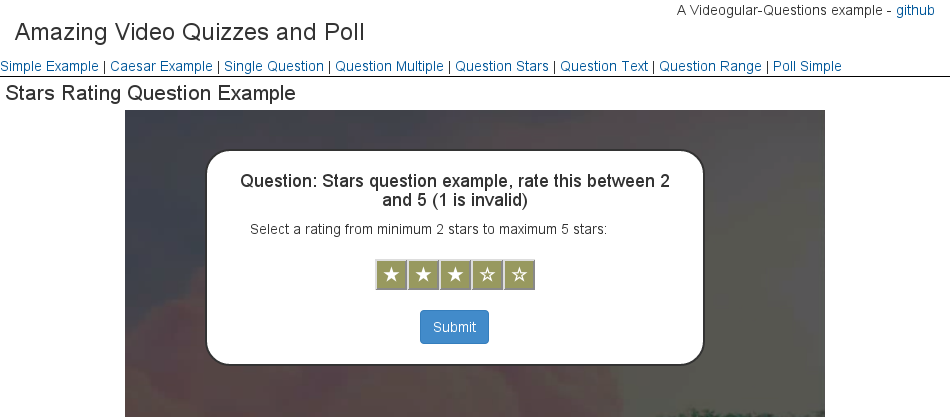 A Videogular-Questions example - github
Amazing Video Quizzes and Poll
Simple Example | Caesar Example | Single Question | Question Multiple | Question Stars | Question Text | Question Range | Poll Simple
Stars Rating Question Example
Question: Stars question example, rate this between 2
and 5 (1 is invalid)
Select a rating from minimum 2 stars to maximum 5 stars:
Submit